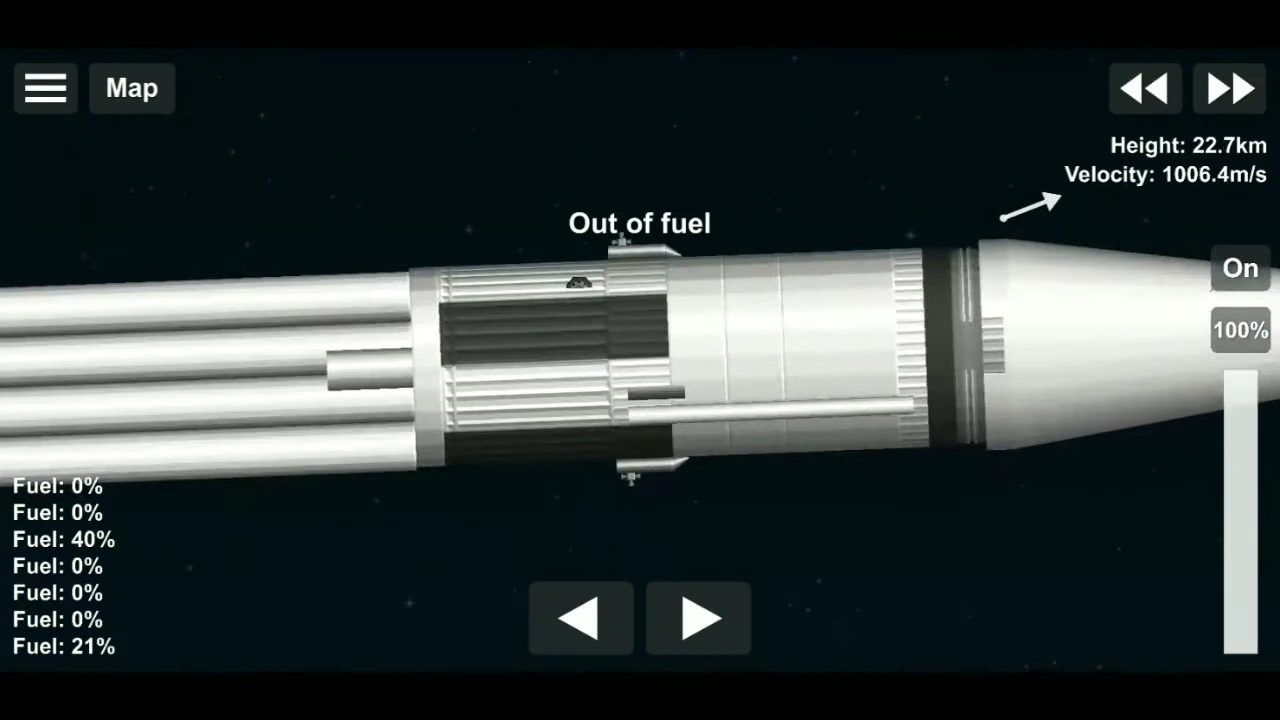 Map
Height: 22.7km
Velocity: 1006.4m/s
Out of fuel
On
100%
Fuel: 0%
Fuel: 0%
Fuel: 40%
Fuel: 0%
Fuel: 0%
Fuel: 0%
Fuel: 21%